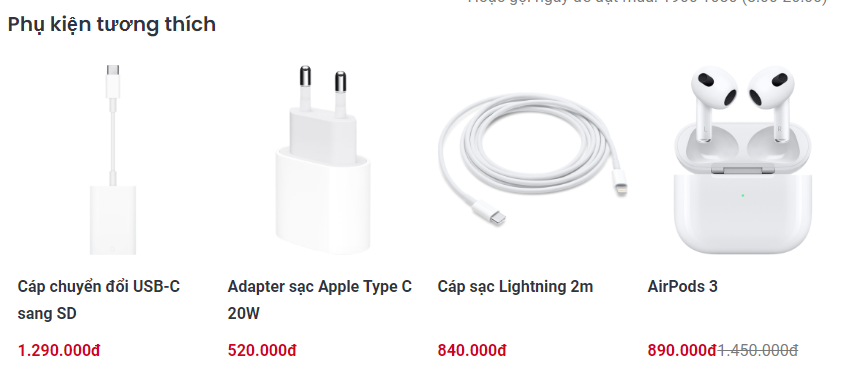 Phụ kiện tương thích
Cáp chuyển đổi USB-C
sang SD
1.290.000đ
Adapter sạc Apple Type C
20W
520.000đ
Cáp sạc Lightning 2m
840.000đ
AirPods 3
890.000đ1.450.000đ